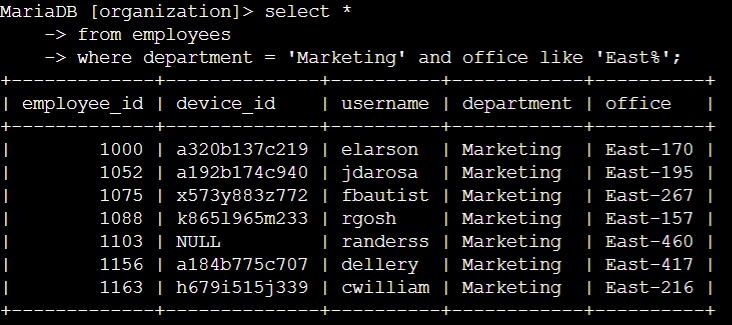 MariaDB [organization]> select *
    -> from employees
    -> where department = 'Marketing' and office like 'East%';
+-------------+--------------+----------+------------+----------+
| employee_id | device_id    | username | department | office   |
+-------------+--------------+----------+------------+----------+
|        1000 | a320b137c219 | elarson  | Marketing  | East-170 |
|        1052 | a192b174c940 | jdarosa  | Marketing  | East-195 |
|        1075 | x573y883z772 | fbautist | Marketing  | East-267 |
|        1088 | k865l965m233 | rgosh    | Marketing  | East-157 |
|        1103 | NULL         | randerss | Marketing  | East-460 |
|        1156 | a184b775c707 | dellery  | Marketing  | East-417 |
|        1163 | h679i515j339 | cwilliam | Marketing  | East-216 |
+-------------+--------------+----------+------------+----------+